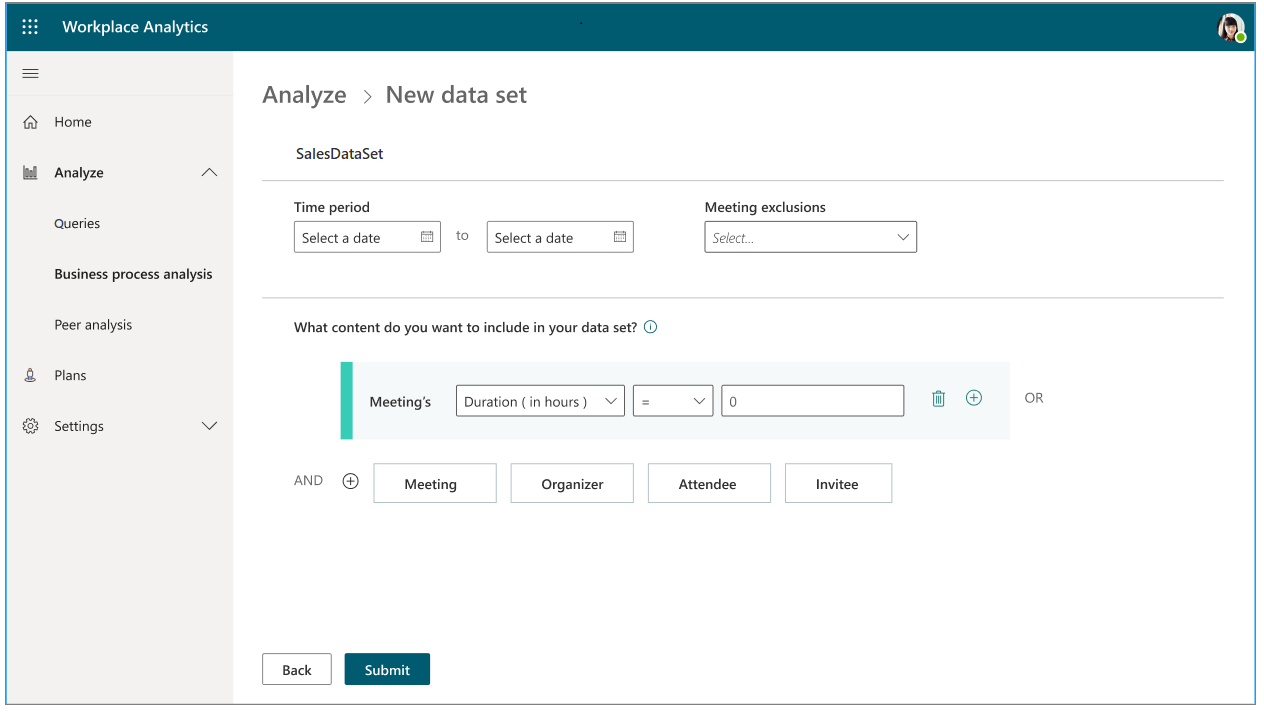 Workplace Analytics
Home
Analyze
Queries
Business process analysis
Peer analysis
Plans
Settings
Analyze > New data set
SalesDataSet
Time period
Select a date to Select a date
Meeting exclusions
Select...
What content do you want to include in your data set?
Meeting's Duration ( in hours ) = 0 OR
AND Meeting Organizer Attendee Invitee
Back Submit